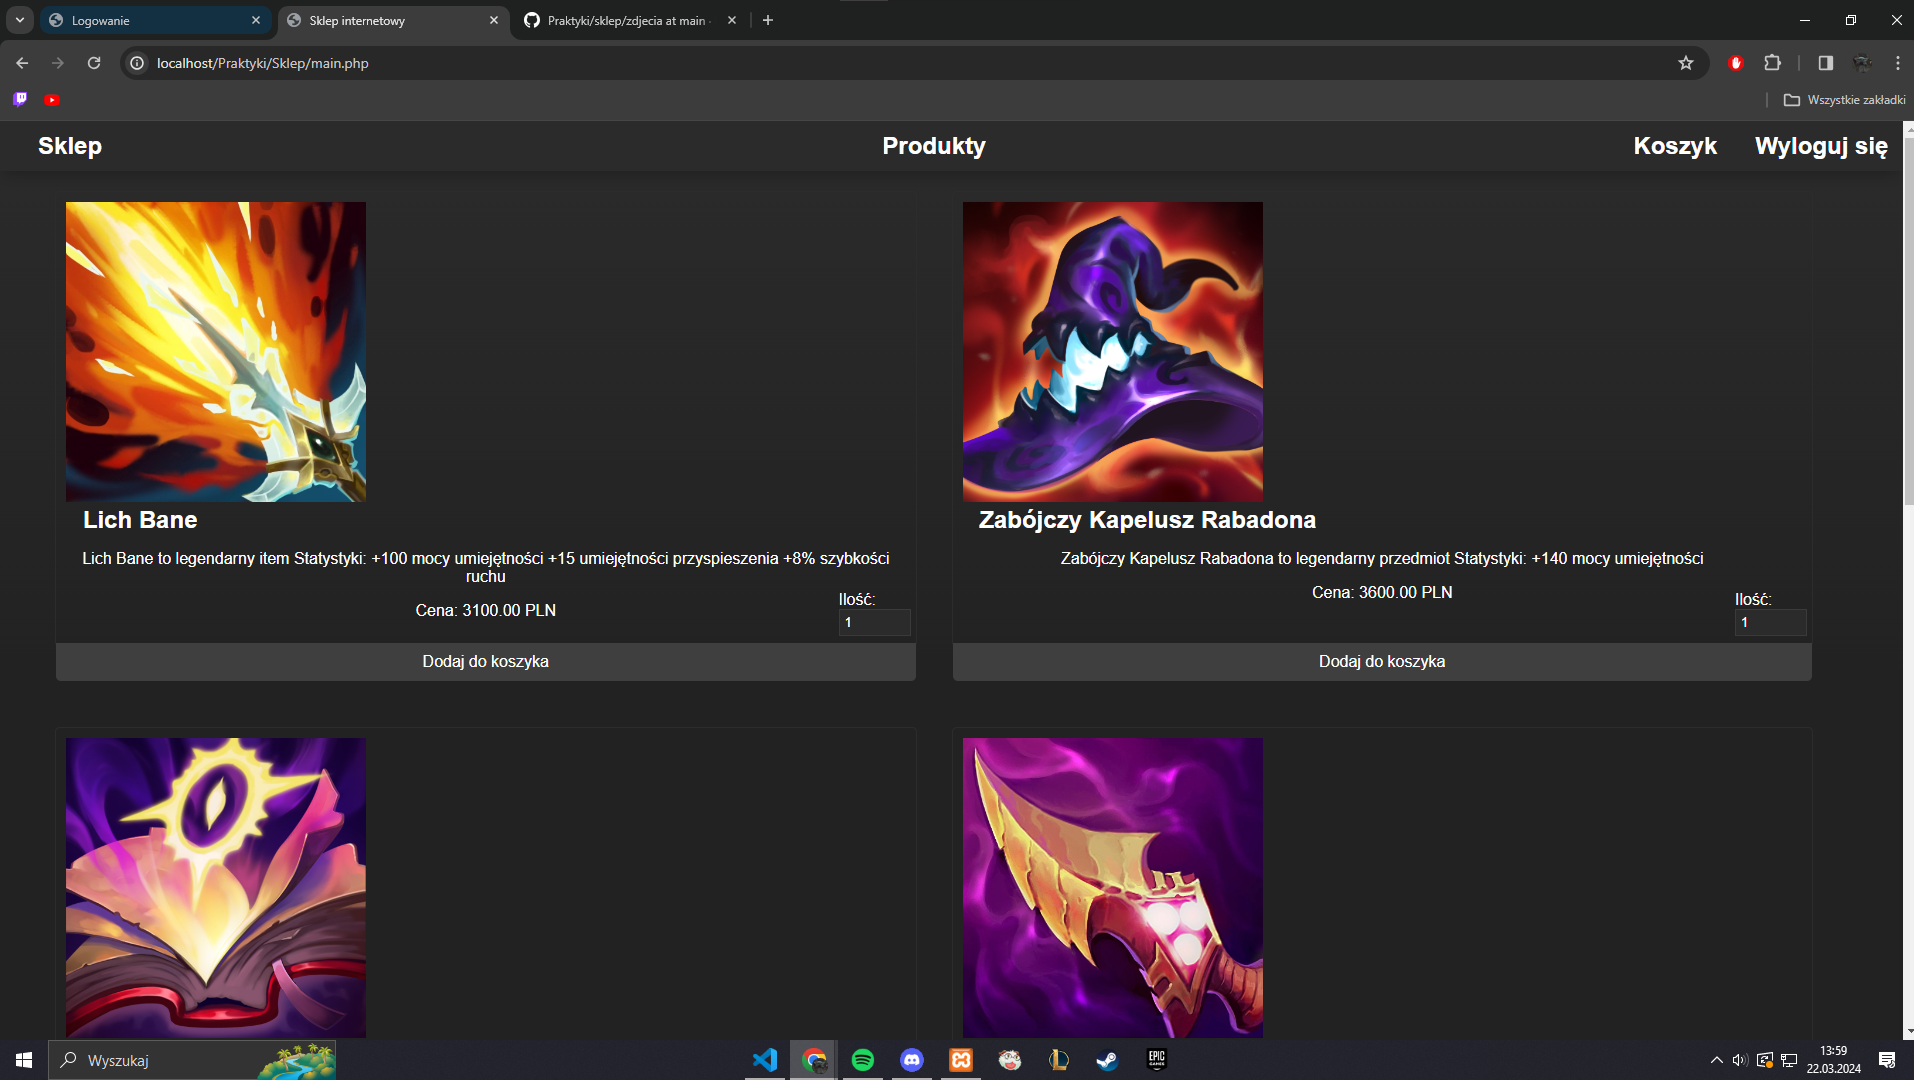 Logowanie
Sklep internetowy
Praktyki/sklep/zdjecia at main
localhost/Praktyki/Sklep/main.php
Wszystkie zakładki
Sklep
Produkty
Koszyk
Wyloguj się
Lich Bane
Lich Bane to legendarny item Statystyki: +100 mocy umiejętności +15 umiejętności przyspieszenia +8% szybkości
ruchu
Cena: 3100.00 PLN
Ilość:
1
Dodaj do koszyka
Zabójczy Kapelusz Rabadona
Zabójczy Kapelusz Rabadona to legendarny przedmiot Statystyki: +140 mocy umiejętności
Cena: 3600.00 PLN
Ilość:
1
Dodaj do koszyka
Wyszukaj
EPIC
GAMES
13:59
22.03.2024